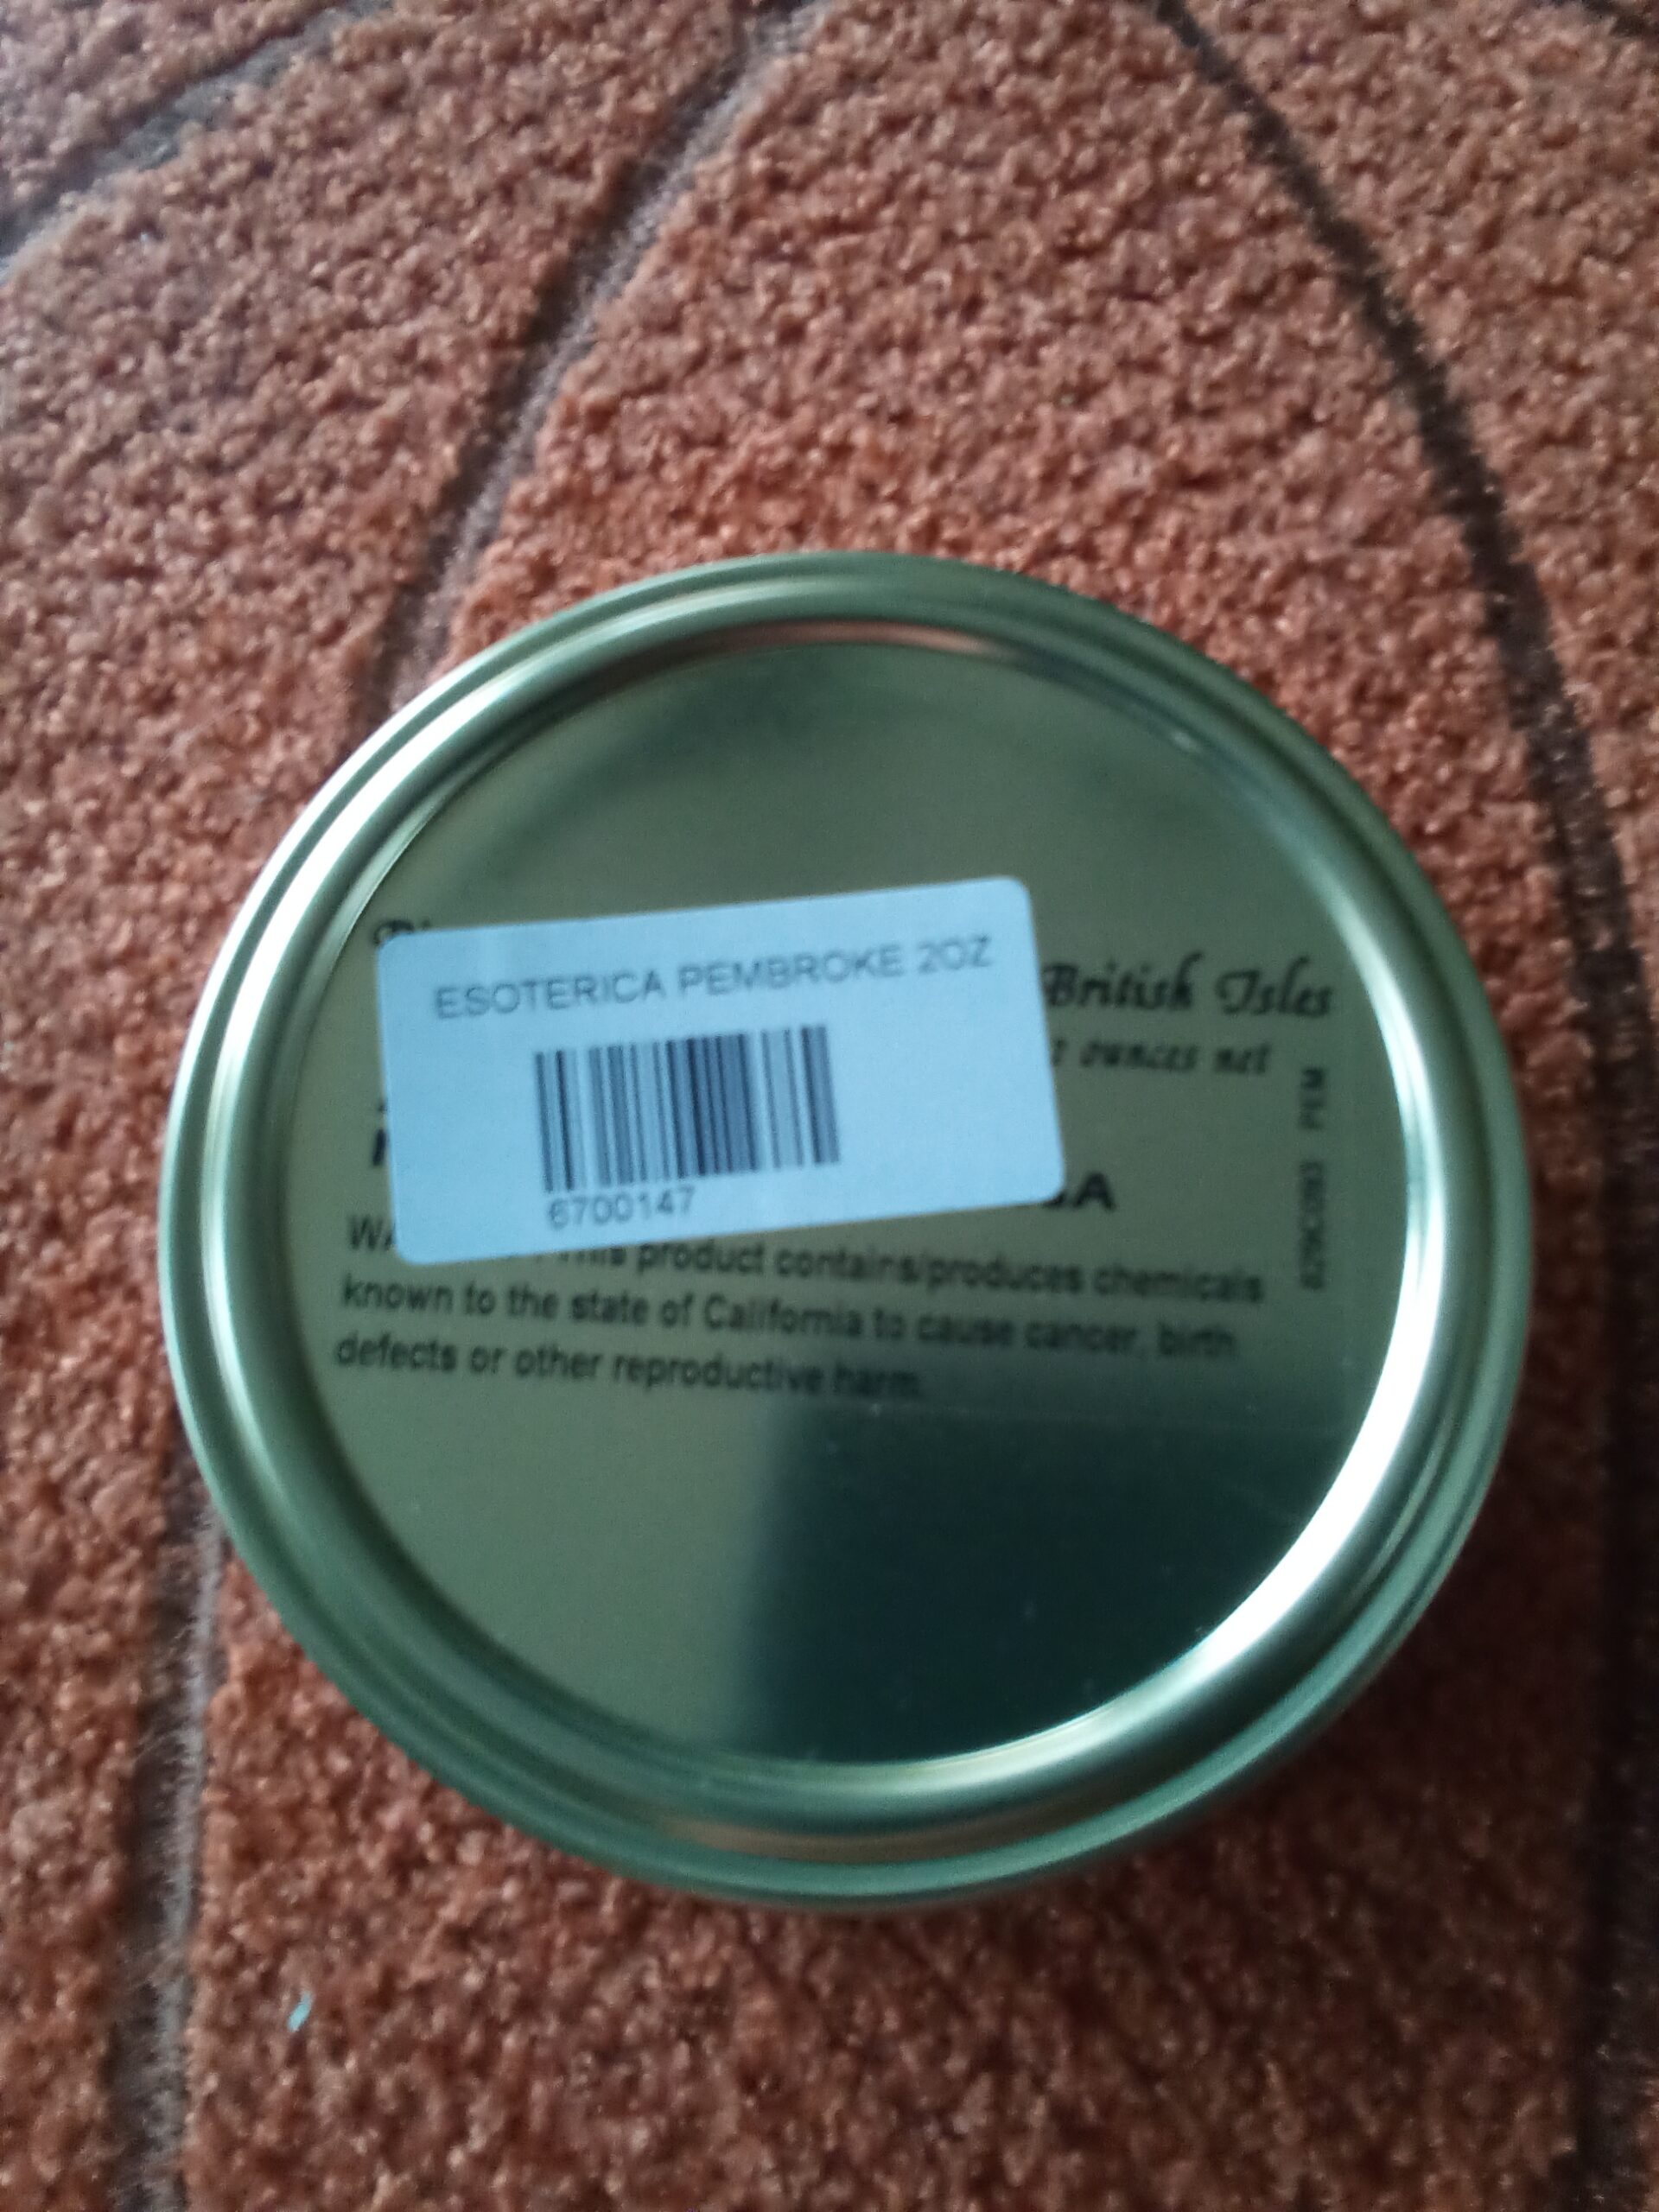 ESOTERICA PEMBROKE 2OZ
British Isles
ounces net
6700147
This product contains/produces chemicals
known to the state of California to cause cancer, birth
defects or other reproductive harm.
PEM